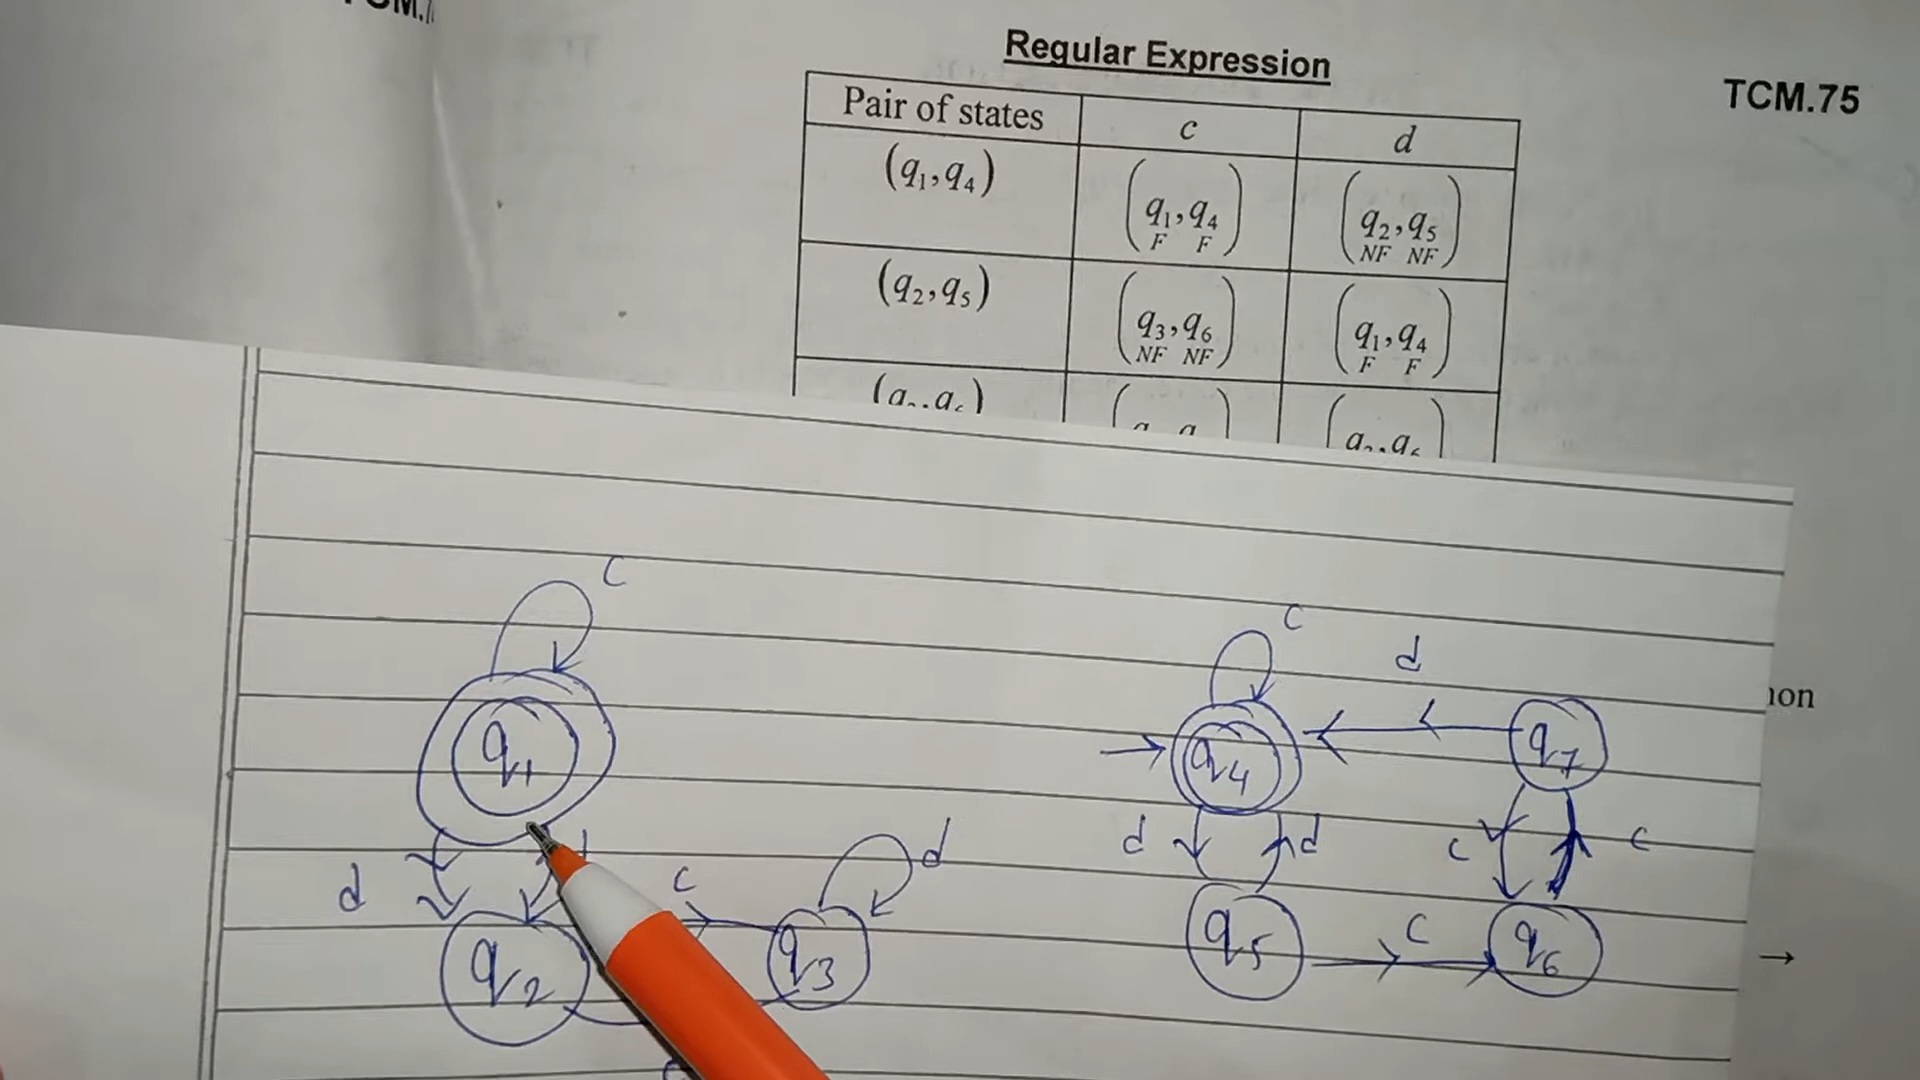 TCM.
Regular Expression
TCM.75
Pair of states c d
(q₁, q₄) (q₁, q₄) (q₂, q₅)
F F NF NF
(q₂, q₅) (q₃, q₆) (q₁, q₄)
NF NF F F
c
c
d
q₁
q₄
q₇
d
d
d
c
c
d
c
d
q₂
q₃
q₅
c
q₆
→